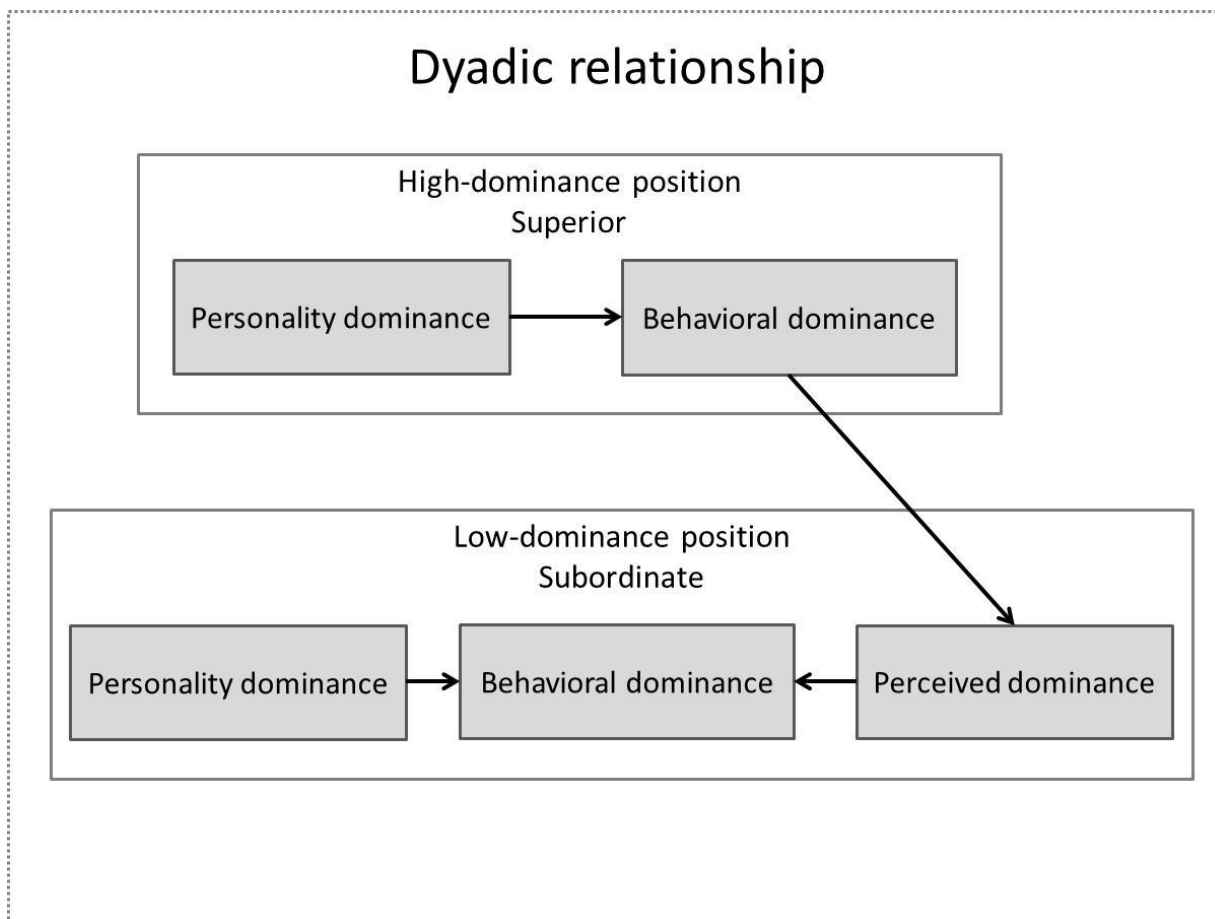 Dyadic relationship
High-dominance position
Superior
Personality dominance
Behavioral dominance
Low-dominance position
Subordinate
Personality dominance
Behavioral dominance
Perceived dominance